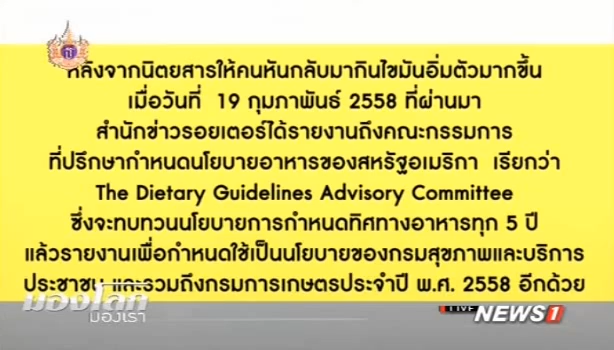 หลังจากนิตยสารให้คนหันกลับมากินไขมันอิ่มตัวมากขึ้น
เมื่อวันที่ 19 กุมภาพันธ์ 2558 ที่ผ่านมา
สำนักข่าวรอยเตอร์ได้รายงานถึงคณะกรรมการ
ที่ปรึกษากำหนดนโยบายอาหารของสหรัฐอเมริกา เรียกว่า
The Dietary Guidelines Advisory Committee
ซึ่งจะทบทวนนโยบายการกำหนดทิศทางอาหารทุก 5 ปี
แล้วรายงานเพื่อกำหนดใช้เป็นนโยบายของกรมสุขภาพและบริการ
ประชาชน และรวมถึงกรมการเกษตรประจำปี พ.ศ. 2558 อีกด้วย
มองโลก
มองเรา
LIVE
NEWS1